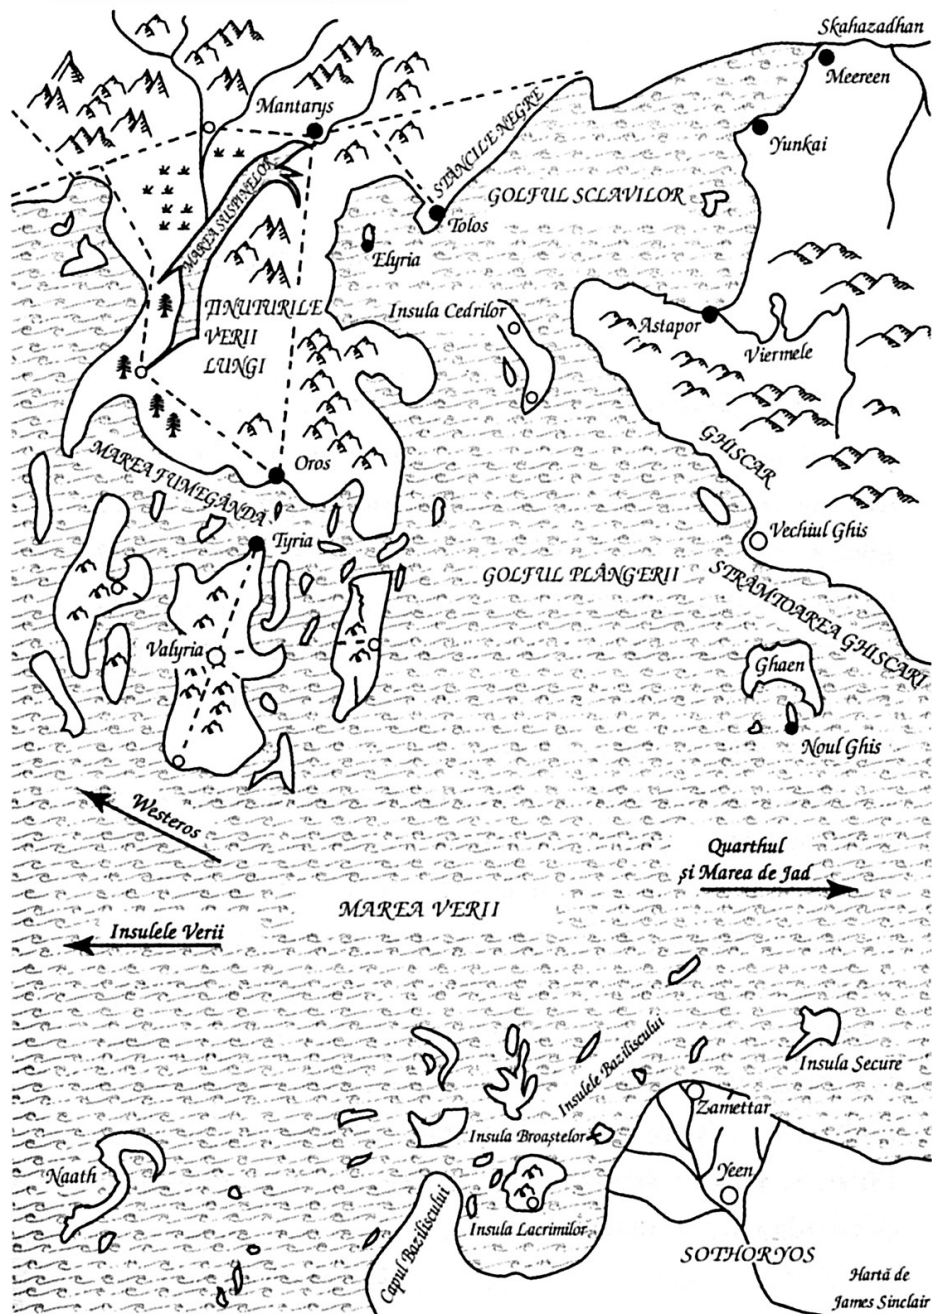 Skahazadhan
Meereen
Mantarys
Yunkai
STÂNCILE NEGRE
GOLFUL SCLAVILOR
MAREA SUSPINELOR
Tolos
Elyria
ŢINUTURILE
VERII
LUNGI
Insula Cedrilor
Astapor
Viermele
GHISCAR
Oros
MAREA FUMEGÂNDĂ
Vechiul Ghis
Tyria
GOLFUL PLÂNGERII
STRÂMTOAREA GHISCARI
Valyria
Ghaen
Noul Ghis
Westeros
Quarthul
şi Marea de Jad
MAREA VERII
Insulele Verii
Insulele Baziliscului
Insula Secure
Zamettar
Insula Broaştelor
Naath
Yeen
Insula Lacrimilor
Capul Baziliscului
SOTHORYOS
Hartă de
James Sinclair